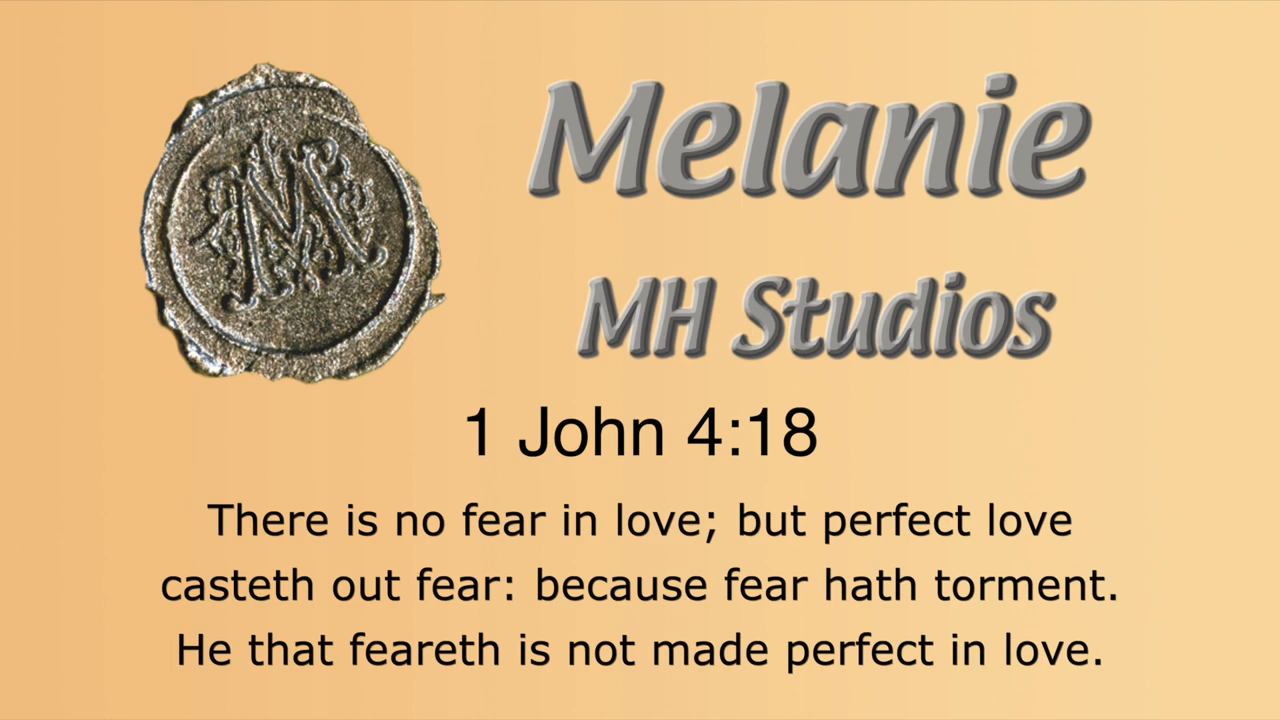 M
Melanie
MH Studios
1 John 4:18
There is no fear in love; but perfect love
casteth out fear: because fear hath torment.
He that feareth is not made perfect in love.